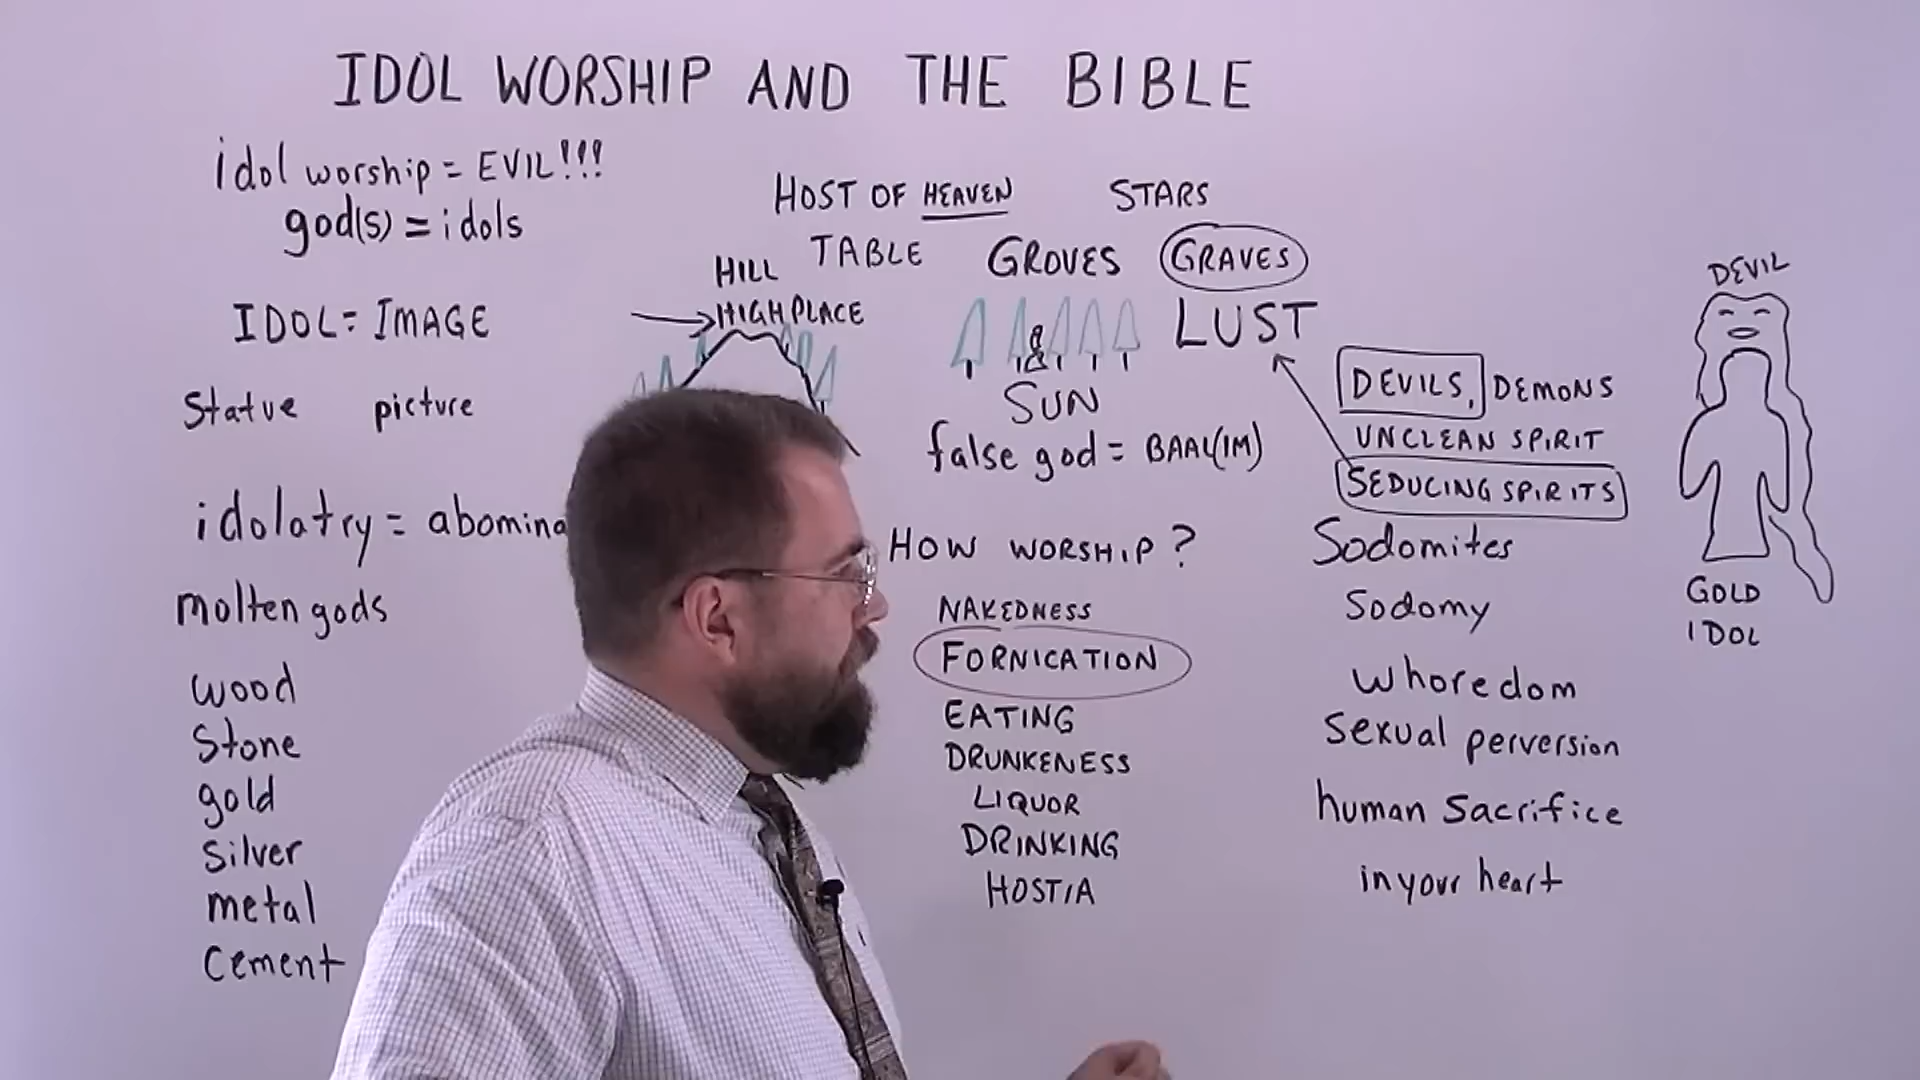 IDOL WORSHIP AND THE BIBLE
idol worship = EVIL!!!
god(s) = idols
IDOL = IMAGE
Statue picture
idolatry = abomina
molten gods
wood
Stone
gold
Silver
metal
Cement
HOST OF HEAVEN STARS
TABLE GROVES GRAVES
HILL
HIGH PLACE
LUST
SUN
false god = BAAL(IM)
HOW WORSHIP?
NAKEDNESS
FORNICATION
EATING
DRUNKENESS
LIQUOR
DRINKING
HOSTIA
DEVILS, DEMONS
UNCLEAN SPIRIT
SEDUCING SPIRITS
Sodomites
Sodomy
whoredom
Sexual perversion
human Sacrifice
in your heart
DEVIL
GOLD
IDOL